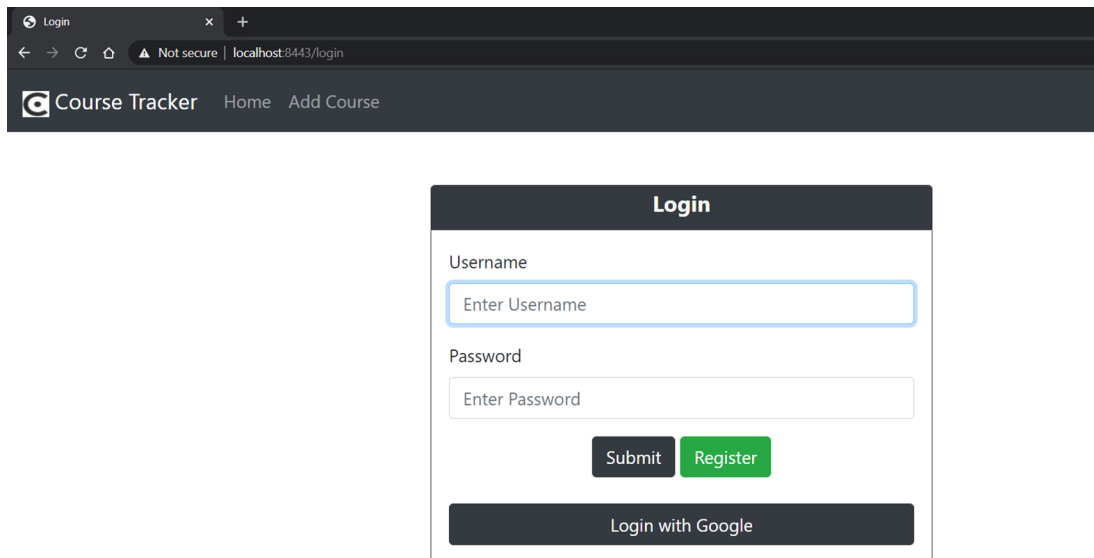 Login
Not secure | localhost:8443/login
Course Tracker Home Add Course
Login
Username
Enter Username
Password
Enter Password
Submit Register
Login with Google